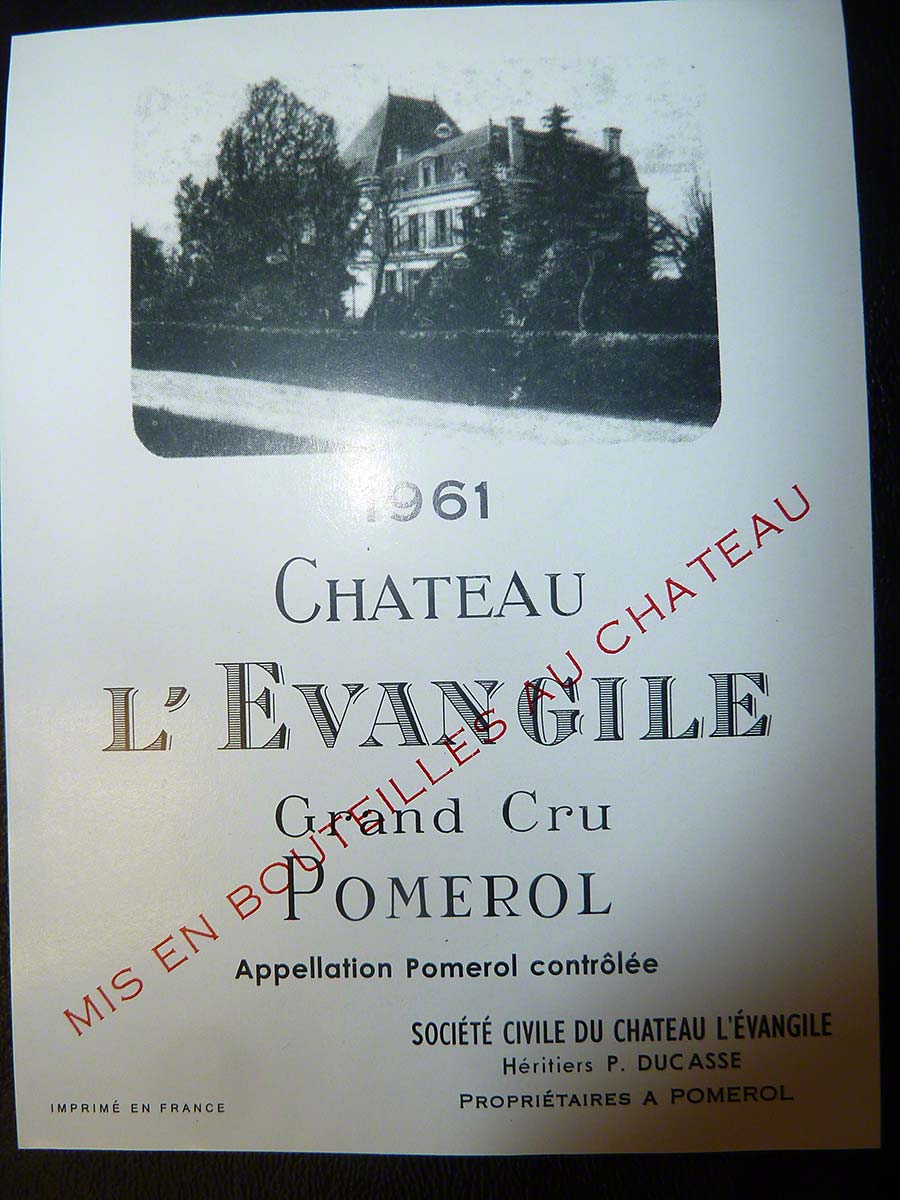 1961
CHATEAU
L'EVANGILE
Grand Cru
POMEROL
MIS EN BOUTEILLES AU CHATEAU
Appellation Pomerol contrôlée
SOCIÉTÉ CIVILE DU CHATEAU L'ÉVANGILE
Héritiers P. DUCASSE
PROPRIÉTAIRES A POMEROL
IMPRIMÉ EN FRANCE